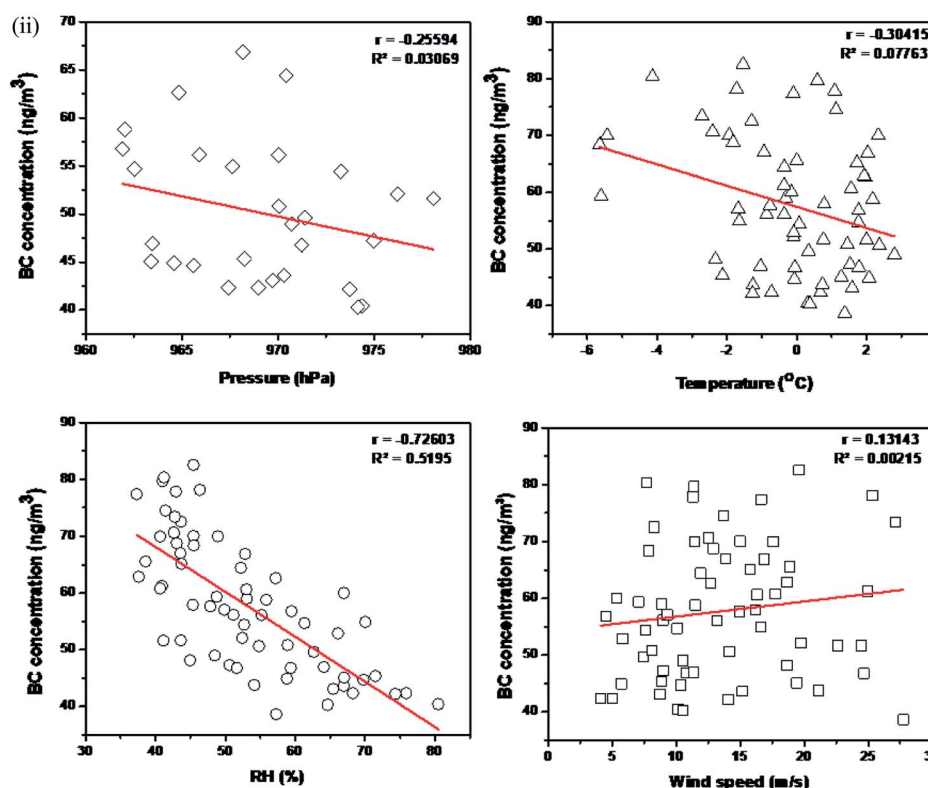 (ii)
r = -0.25594
R² = 0.03069
BC concentration (ng/m³)
70
65
60
55
50
45
40
960 965 970 975 980
Pressure (hPa)
r = -0.30415
R² = 0.07763
BC concentration (ng/m³)
90
80
70
60
50
40
-6 -4 -2 0 2
Temperature (°C)
r = -0.72603
R² = 0.5195
BC concentration (ng/m³)
90
80
70
60
50
40
30 40 50 60 70 80
RH (%)
r = 0.13143
R² = 0.00215
BC concentration (ng/m³)
90
80
70
60
50
40
0 5 10 15 20 25 30
Wind speed (m/s)